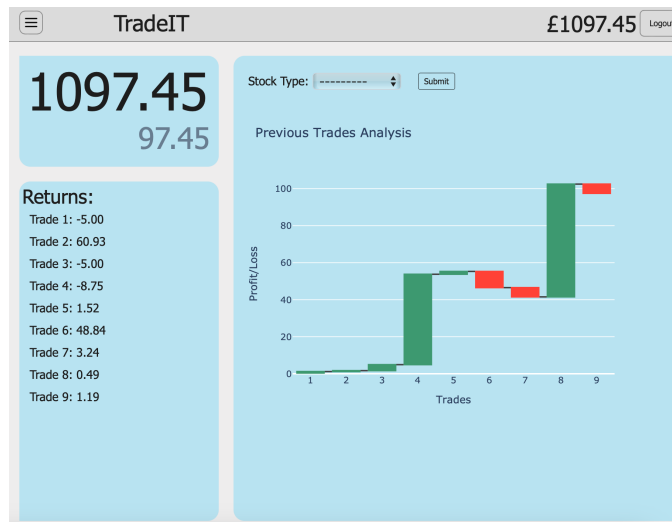 TradeIT
£1097.45
Logout
1097.45
97.45
Returns:
Trade 1: -5.00
Trade 2: 60.93
Trade 3: -5.00
Trade 4: -8.75
Trade 5: 1.52
Trade 6: 48.84
Trade 7: 3.24
Trade 8: 0.49
Trade 9: 1.19
Stock Type: ---------
Submit
Previous Trades Analysis
100
80
60
40
20
0
Profit/Loss
1 2 3 4 5 6 7 8 9
Trades